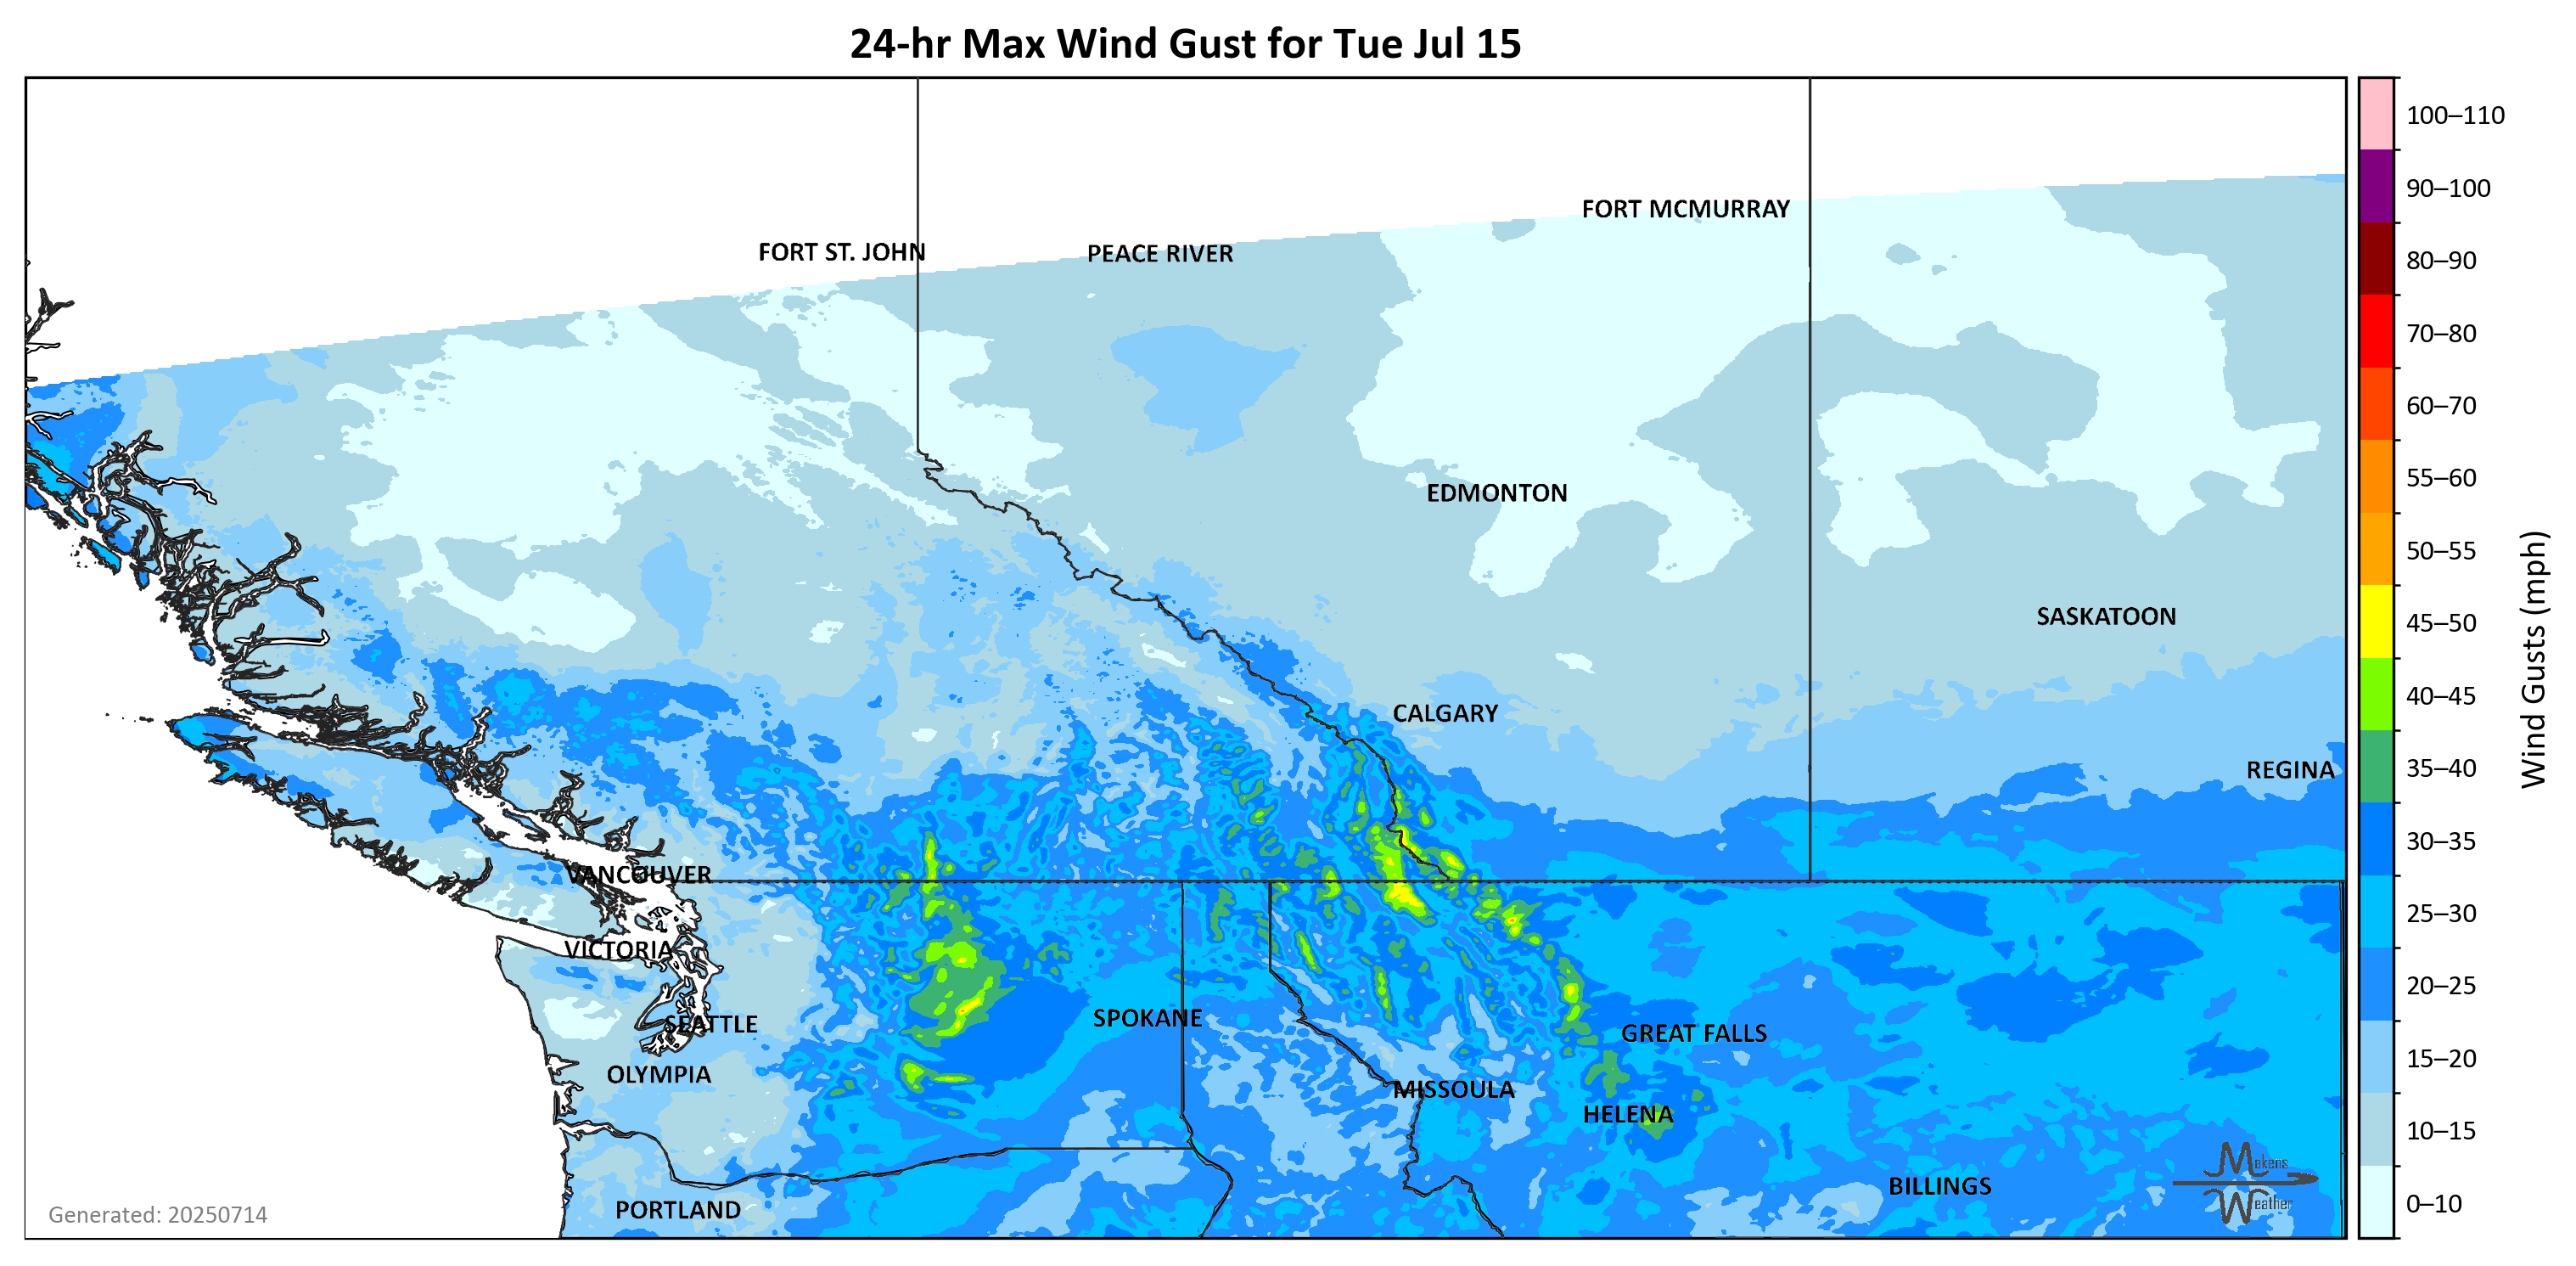 24-hr Max Wind Gust for Tue Jul 15
FORT MCMURRAY
FORT ST. JOHN
PEACE RIVER
EDMONTON
SASKATOON
CALGARY
REGINA
VANCOUVER
VICTORIA
SEATTLE
SPOKANE
GREAT FALLS
OLYMPIA
MISSOULA
HELENA
BILLINGS
PORTLAND
Makens
Weather
Generated: 20250714
100–110
90–100
80–90
70–80
60–70
55–60
50–55
45–50
40–45
35–40
30–35
25–30
20–25
15–20
10–15
0–10
Wind Gusts (mph)